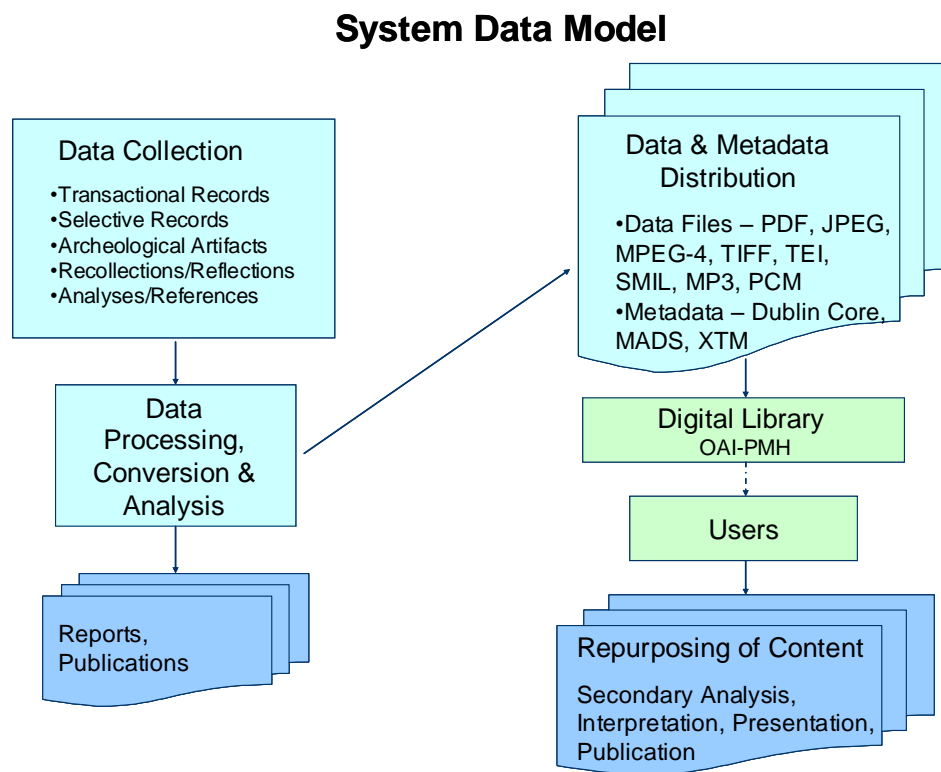 System Data Model
Data Collection
•Transactional Records
•Selective Records
•Archeological Artifacts
•Recollections/Reflections
•Analyses/References
Data
Processing,
Conversion &
Analysis
Reports,
Publications
Data & Metadata
Distribution
•Data Files – PDF, JPEG,
MPEG-4, TIFF, TEI,
SMIL, MP3, PCM
•Metadata – Dublin Core,
MADS, XTM
Digital Library
OAI-PMH
Users
Repurposing of Content
Secondary Analysis,
Interpretation, Presentation,
Publication